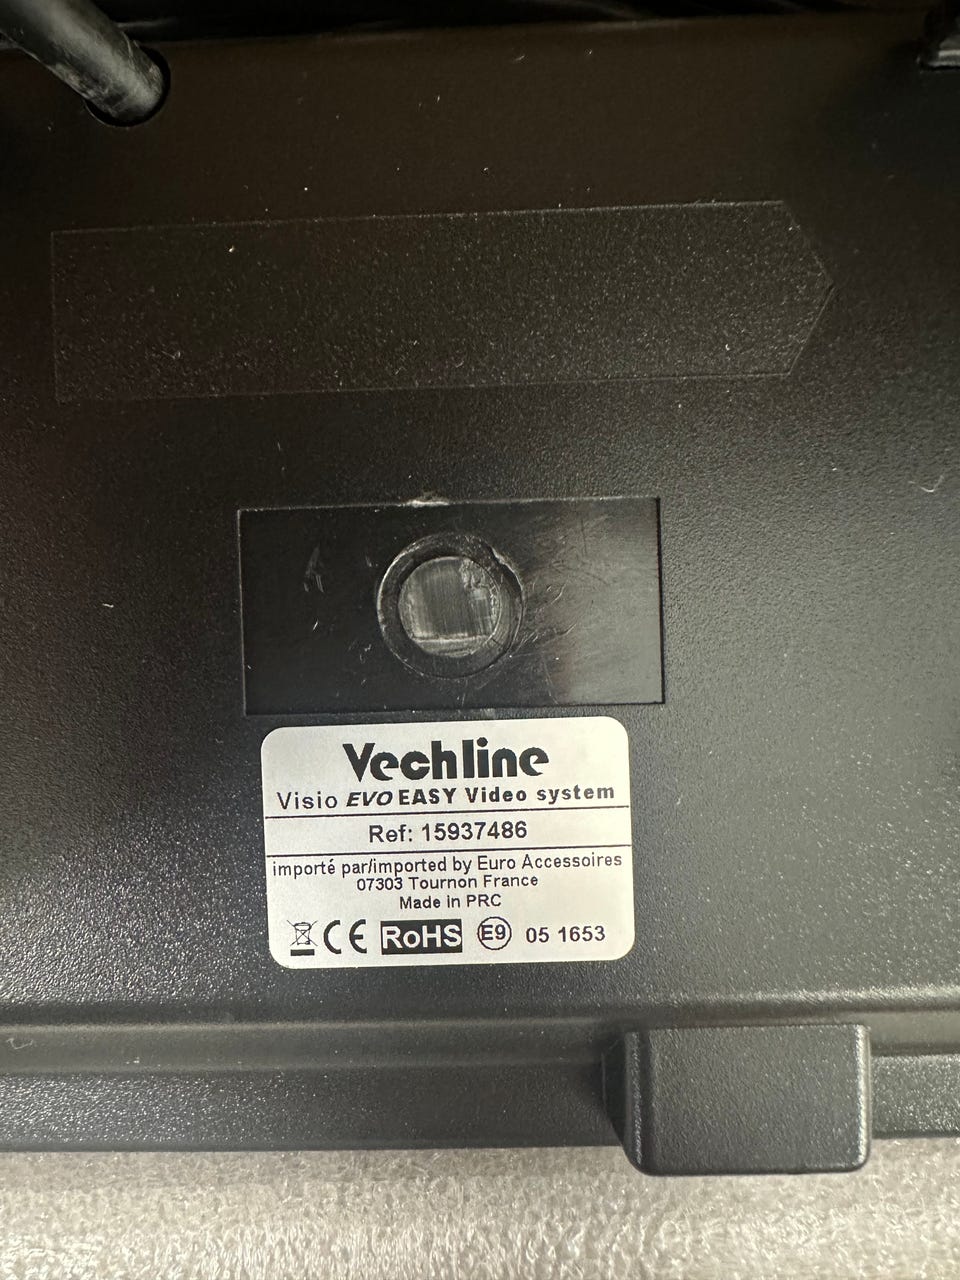 Vechline
Visio EVO EASY Video system
Ref: 15937486
importé par/imported by Euro Accessoires
07303 Tournon France
Made in PRC
CE RoHS E9 05 1653